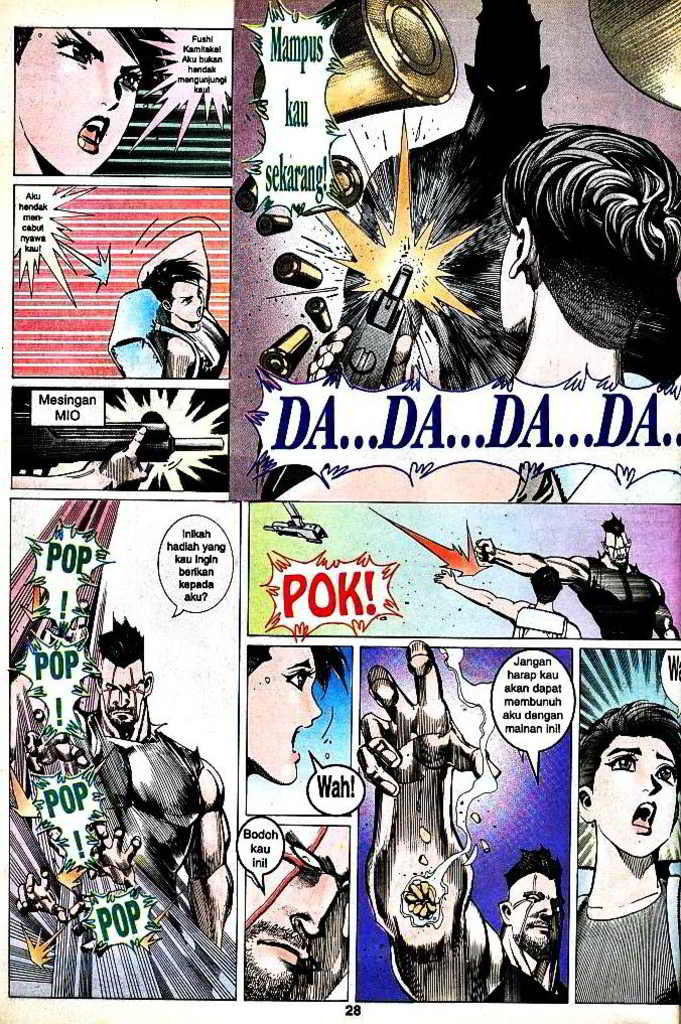 Fushi
Kamitaka!
Aku bukan
hendak
mengunjungi
kau!
Mampus
kau
sekarang!
Aku
hendak
men-
cabut
nyawa
kau!
Mesingan
MIO
DA...DA...DA...DA..
POP
!
POP
!
POP
!
POP
Inikah
hadiah yang
kau ingin
berikan
kepada
aku?
POK!
Wah!
Bodoh
kau
ini!
Jangan
harap kau
akan dapat
membunuh
aku dengan
mainan ini!
28